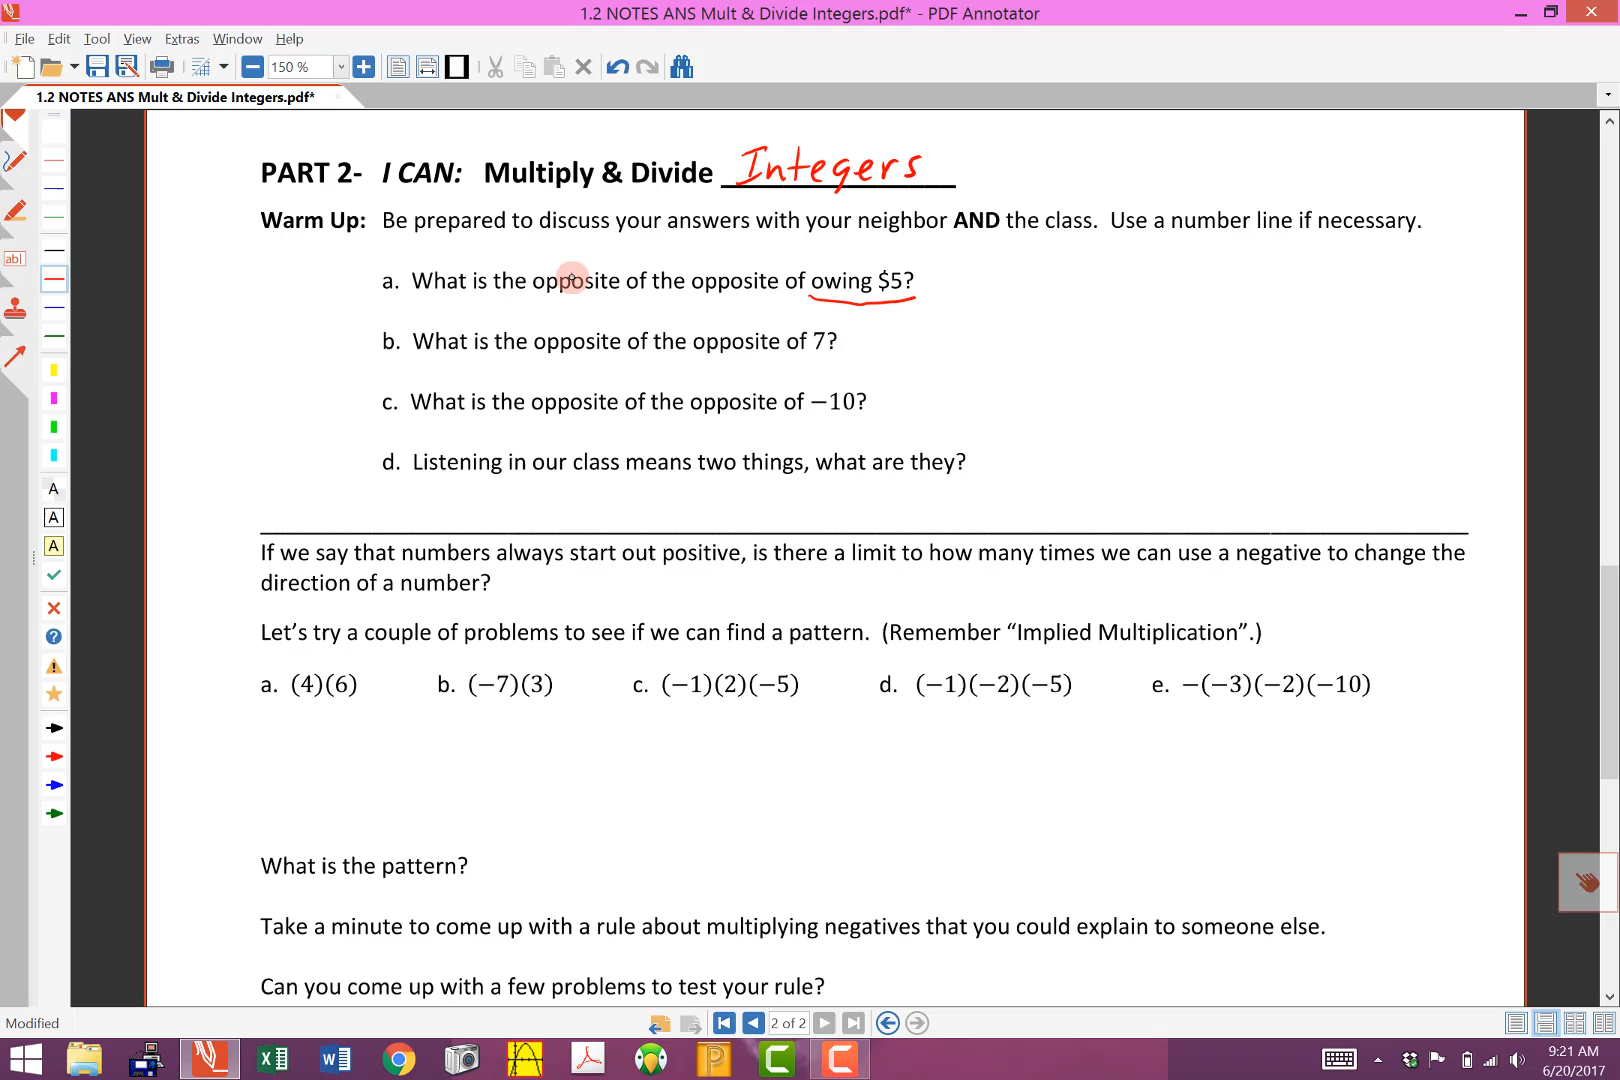 1.2 NOTES ANS Mult & Divide Integers.pdf* - PDF Annotator
File Edit Tool View Extras Window Help
150 %
1.2 NOTES ANS Mult & Divide Integers.pdf*
PART 2- I CAN: Multiply & Divide Integers
Warm Up: Be prepared to discuss your answers with your neighbor AND the class. Use a number line if necessary.
a. What is the opposite of the opposite of owing $5?
b. What is the opposite of the opposite of 7?
c. What is the opposite of the opposite of −10?
d. Listening in our class means two things, what are they?
If we say that numbers always start out positive, is there a limit to how many times we can use a negative to change the
direction of a number?
Let's try a couple of problems to see if we can find a pattern. (Remember “Implied Multiplication”.)
a. (4)(6) b. (−7)(3) c. (−1)(2)(−5) d. (−1)(−2)(−5) e. −(−3)(−2)(−10)
What is the pattern?
Take a minute to come up with a rule about multiplying negatives that you could explain to someone else.
Can you come up with a few problems to test your rule?
abl
A
A
A
Modified
2 of 2
9:21 AM
6/20/2017